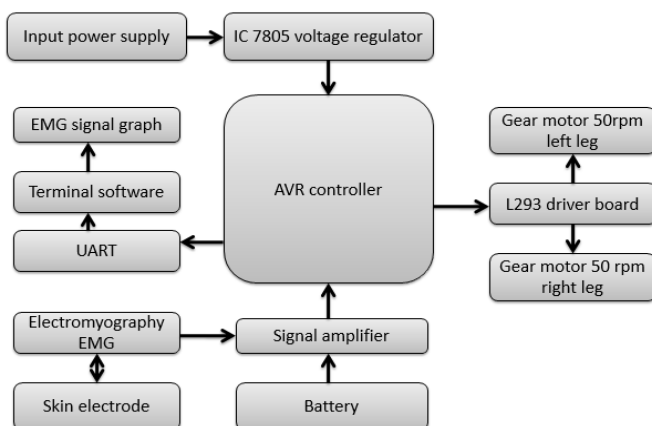 Input power supply
IC 7805 voltage regulator
EMG signal graph
Terminal software
UART
AVR controller
Gear motor 50rpm
left leg
L293 driver board
Gear motor 50 rpm
right leg
Electromyography
EMG
Signal amplifier
Skin electrode
Battery